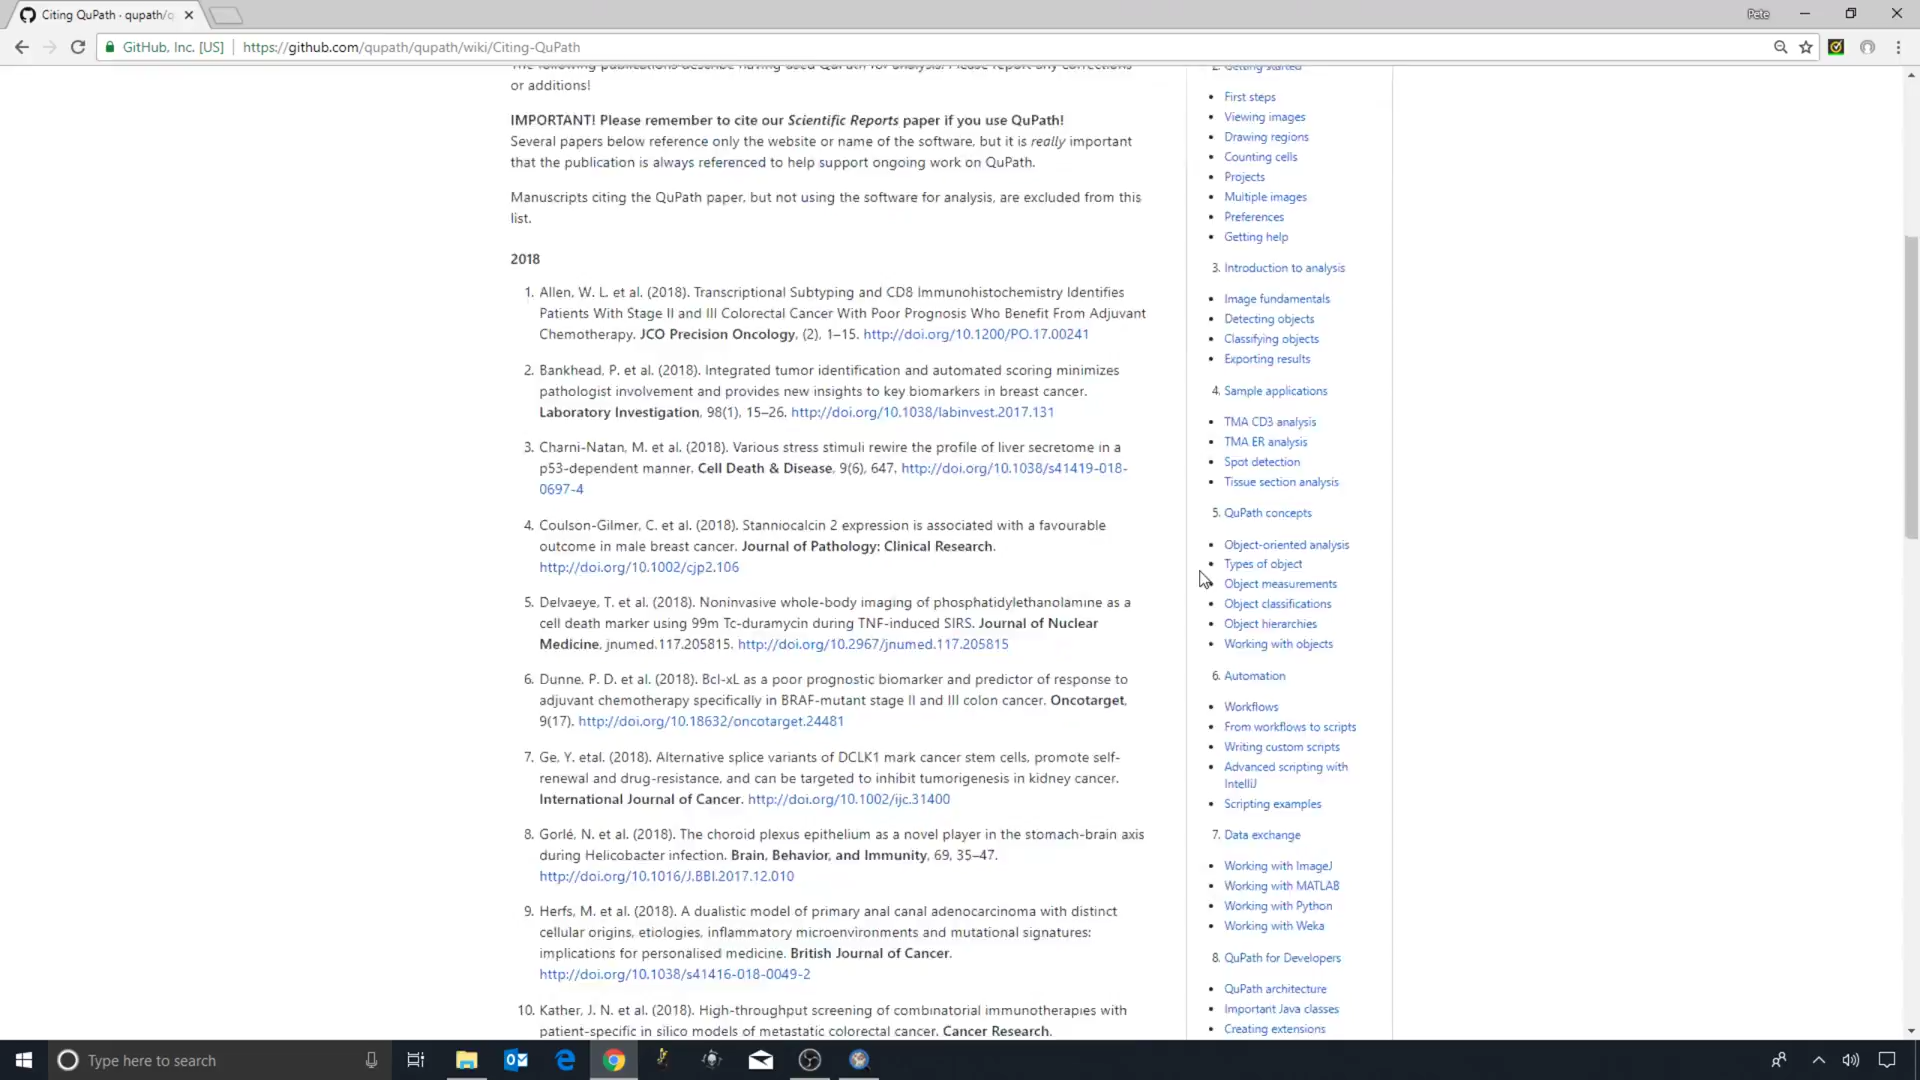 Citing QuPath · qupath/q
Pete
GitHub, Inc. [US]
https://github.com/qupath/qupath/wiki/Citing-QuPath
The following publications describe having used QuPath for analysis. Please report any corrections
or additions!
IMPORTANT! Please remember to cite our Scientific Reports paper if you use QuPath!
Several papers below reference only the website or name of the software, but it is really important
that the publication is always referenced to help support ongoing work on QuPath.
Manuscripts citing the QuPath paper, but not using the software for analysis, are excluded from this
list.
2018
1. Allen, W. L. et al. (2018). Transcriptional Subtyping and CD8 Immunohistochemistry Identifies
Patients With Stage II and III Colorectal Cancer With Poor Prognosis Who Benefit From Adjuvant
Chemotherapy. JCO Precision Oncology, (2), 1–15. http://doi.org/10.1200/PO.17.00241
2. Bankhead, P. et al. (2018). Integrated tumor identification and automated scoring minimizes
pathologist involvement and provides new insights to key biomarkers in breast cancer.
Laboratory Investigation, 98(1), 15–26. http://doi.org/10.1038/labinvest.2017.131
3. Charni-Natan, M. et al. (2018). Various stress stimuli rewire the profile of liver secretome in a
p53-dependent manner. Cell Death & Disease, 9(6), 647. http://doi.org/10.1038/s41419-018-
0697-4
4. Coulson-Gilmer, C. et al. (2018). Stanniocalcin 2 expression is associated with a favourable
outcome in male breast cancer. Journal of Pathology: Clinical Research.
http://doi.org/10.1002/cjp2.106
5. Delvaeye, T. et al. (2018). Noninvasive whole-body imaging of phosphatidylethanolamine as a
cell death marker using 99m Tc-duramycin during TNF-induced SIRS. Journal of Nuclear
Medicine, jnumed.117.205815. http://doi.org/10.2967/jnumed.117.205815
6. Dunne, P. D. et al. (2018). Bcl-xL as a poor prognostic biomarker and predictor of response to
adjuvant chemotherapy specifically in BRAF-mutant stage II and III colon cancer. Oncotarget,
9(17). http://doi.org/10.18632/oncotarget.24481
7. Ge, Y. etal. (2018). Alternative splice variants of DCLK1 mark cancer stem cells, promote self-
renewal and drug-resistance, and can be targeted to inhibit tumorigenesis in kidney cancer.
International Journal of Cancer. http://doi.org/10.1002/ijc.31400
8. Gorlé, N. et al. (2018). The choroid plexus epithelium as a novel player in the stomach-brain axis
during Helicobacter infection. Brain, Behavior, and Immunity, 69, 35–47.
http://doi.org/10.1016/J.BBI.2017.12.010
9. Herfs, M. et al. (2018). A dualistic model of primary anal canal adenocarcinoma with distinct
cellular origins, etiologies, inflammatory microenvironments and mutational signatures:
implications for personalised medicine. British Journal of Cancer.
http://doi.org/10.1038/s41416-018-0049-2
10. Kather, J. N. et al. (2018). High-throughput screening of combinatorial immunotherapies with
patient-specific in silico models of metastatic colorectal cancer. Cancer Research.
2. Getting started
First steps
Viewing images
Drawing regions
Counting cells
Projects
Multiple images
Preferences
Getting help
3. Introduction to analysis
Image fundamentals
Detecting objects
Classifying objects
Exporting results
4. Sample applications
TMA CD3 analysis
TMA ER analysis
Spot detection
Tissue section analysis
5. QuPath concepts
Object-oriented analysis
Types of object
Object measurements
Object classifications
Object hierarchies
Working with objects
6. Automation
Workflows
From workflows to scripts
Writing custom scripts
Advanced scripting with
IntelliJ
Scripting examples
7. Data exchange
Working with ImageJ
Working with MATLAB
Working with Python
Working with Weka
8. QuPath for Developers
QuPath architecture
Important Java classes
Creating extensions
Type here to search